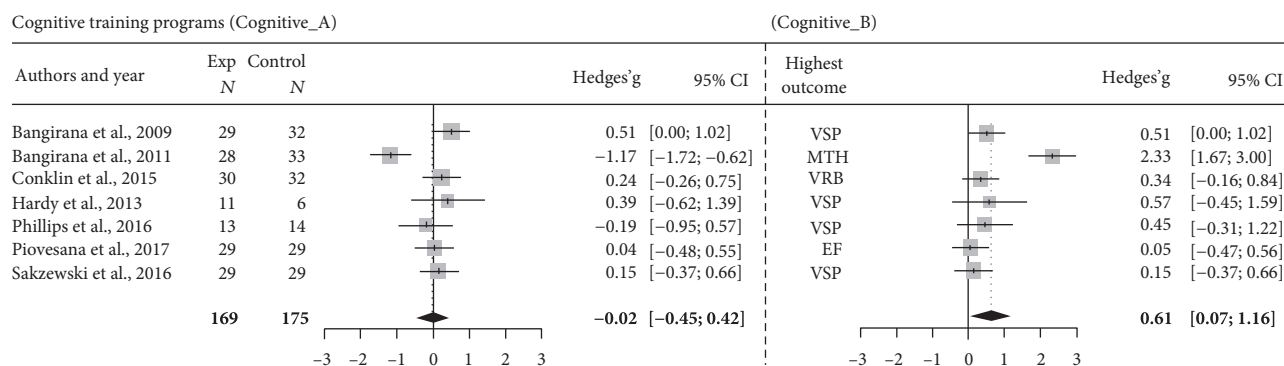 Cognitive training programs (Cognitive_A) (Cognitive_B)
Authors and year Exp N Control N Hedges'g 95% CI Highest outcome Hedges'g 95% CI
Bangirana et al., 2009 29 32 0.51 [0.00; 1.02] VSP 0.51 [0.00; 1.02]
Bangirana et al., 2011 28 33 −1.17 [−1.72; −0.62] MTH 2.33 [1.67; 3.00]
Conklin et al., 2015 30 32 0.24 [−0.26; 0.75] VRB 0.34 [−0.16; 0.84]
Hardy et al., 2013 11 6 0.39 [−0.62; 1.39] VSP 0.57 [−0.45; 1.59]
Phillips et al., 2016 13 14 −0.19 [−0.95; 0.57] VSP 0.45 [−0.31; 1.22]
Piovesana et al., 2017 29 29 0.04 [−0.48; 0.55] EF 0.05 [−0.47; 0.56]
Sakzewski et al., 2016 29 29 0.15 [−0.37; 0.66] VSP 0.15 [−0.37; 0.66]
169 175 −0.02 [−0.45; 0.42] 0.61 [0.07; 1.16]
−3 −2 −1 0 1 2 3 −3 −2 −1 0 1 2 3